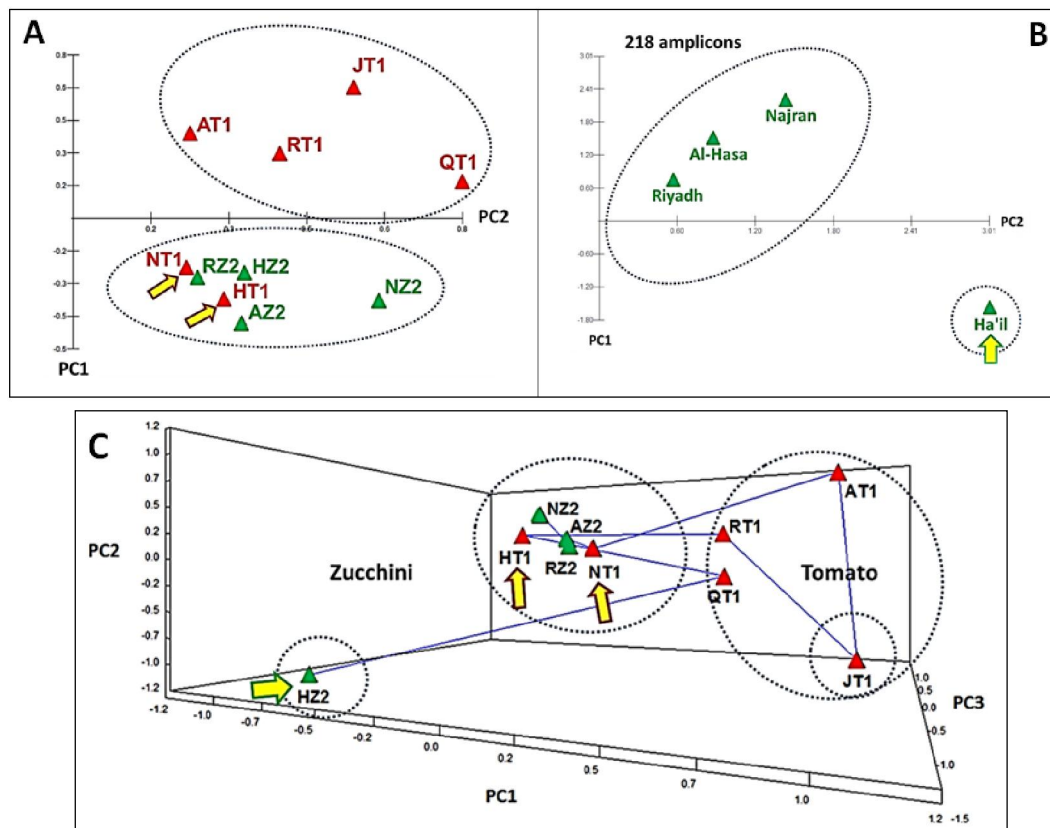 A
0.8
0.6
0.5
0.3
0.2
JT1
AT1
RT1
QT1
PC2
0.2
0.6
0.8
-0.2
-0.3
-0.5
-0.5
NT1
RZ2
HZ2
HT1
AZ2
NZ2
PC1
B
218 amplicons
3.01
2.45
1.80
1.20
0.60
Najran
Al-Hasa
Riyadh
PC2
0.60
1.20
1.80
2.41
3.01
-0.60
-1.20
-1.80
PC1
Ha'il
C
1.2
1.0
0.7
0.5
0.2
0.0
-0.2
-0.5
-0.7
-1.0
-1.2
PC2
Zucchini
Tomato
NZ2
AZ2
HT1
RZ2
NT1
RT1
QT1
AT1
JT1
HZ2
-1.2
-1.0
-0.7
-0.5
-0.2
0.0
0.2
0.5
0.7
1.0
1.2
PC1
1.0
0.5
0.0
-0.5
-1.0
-1.5
PC3